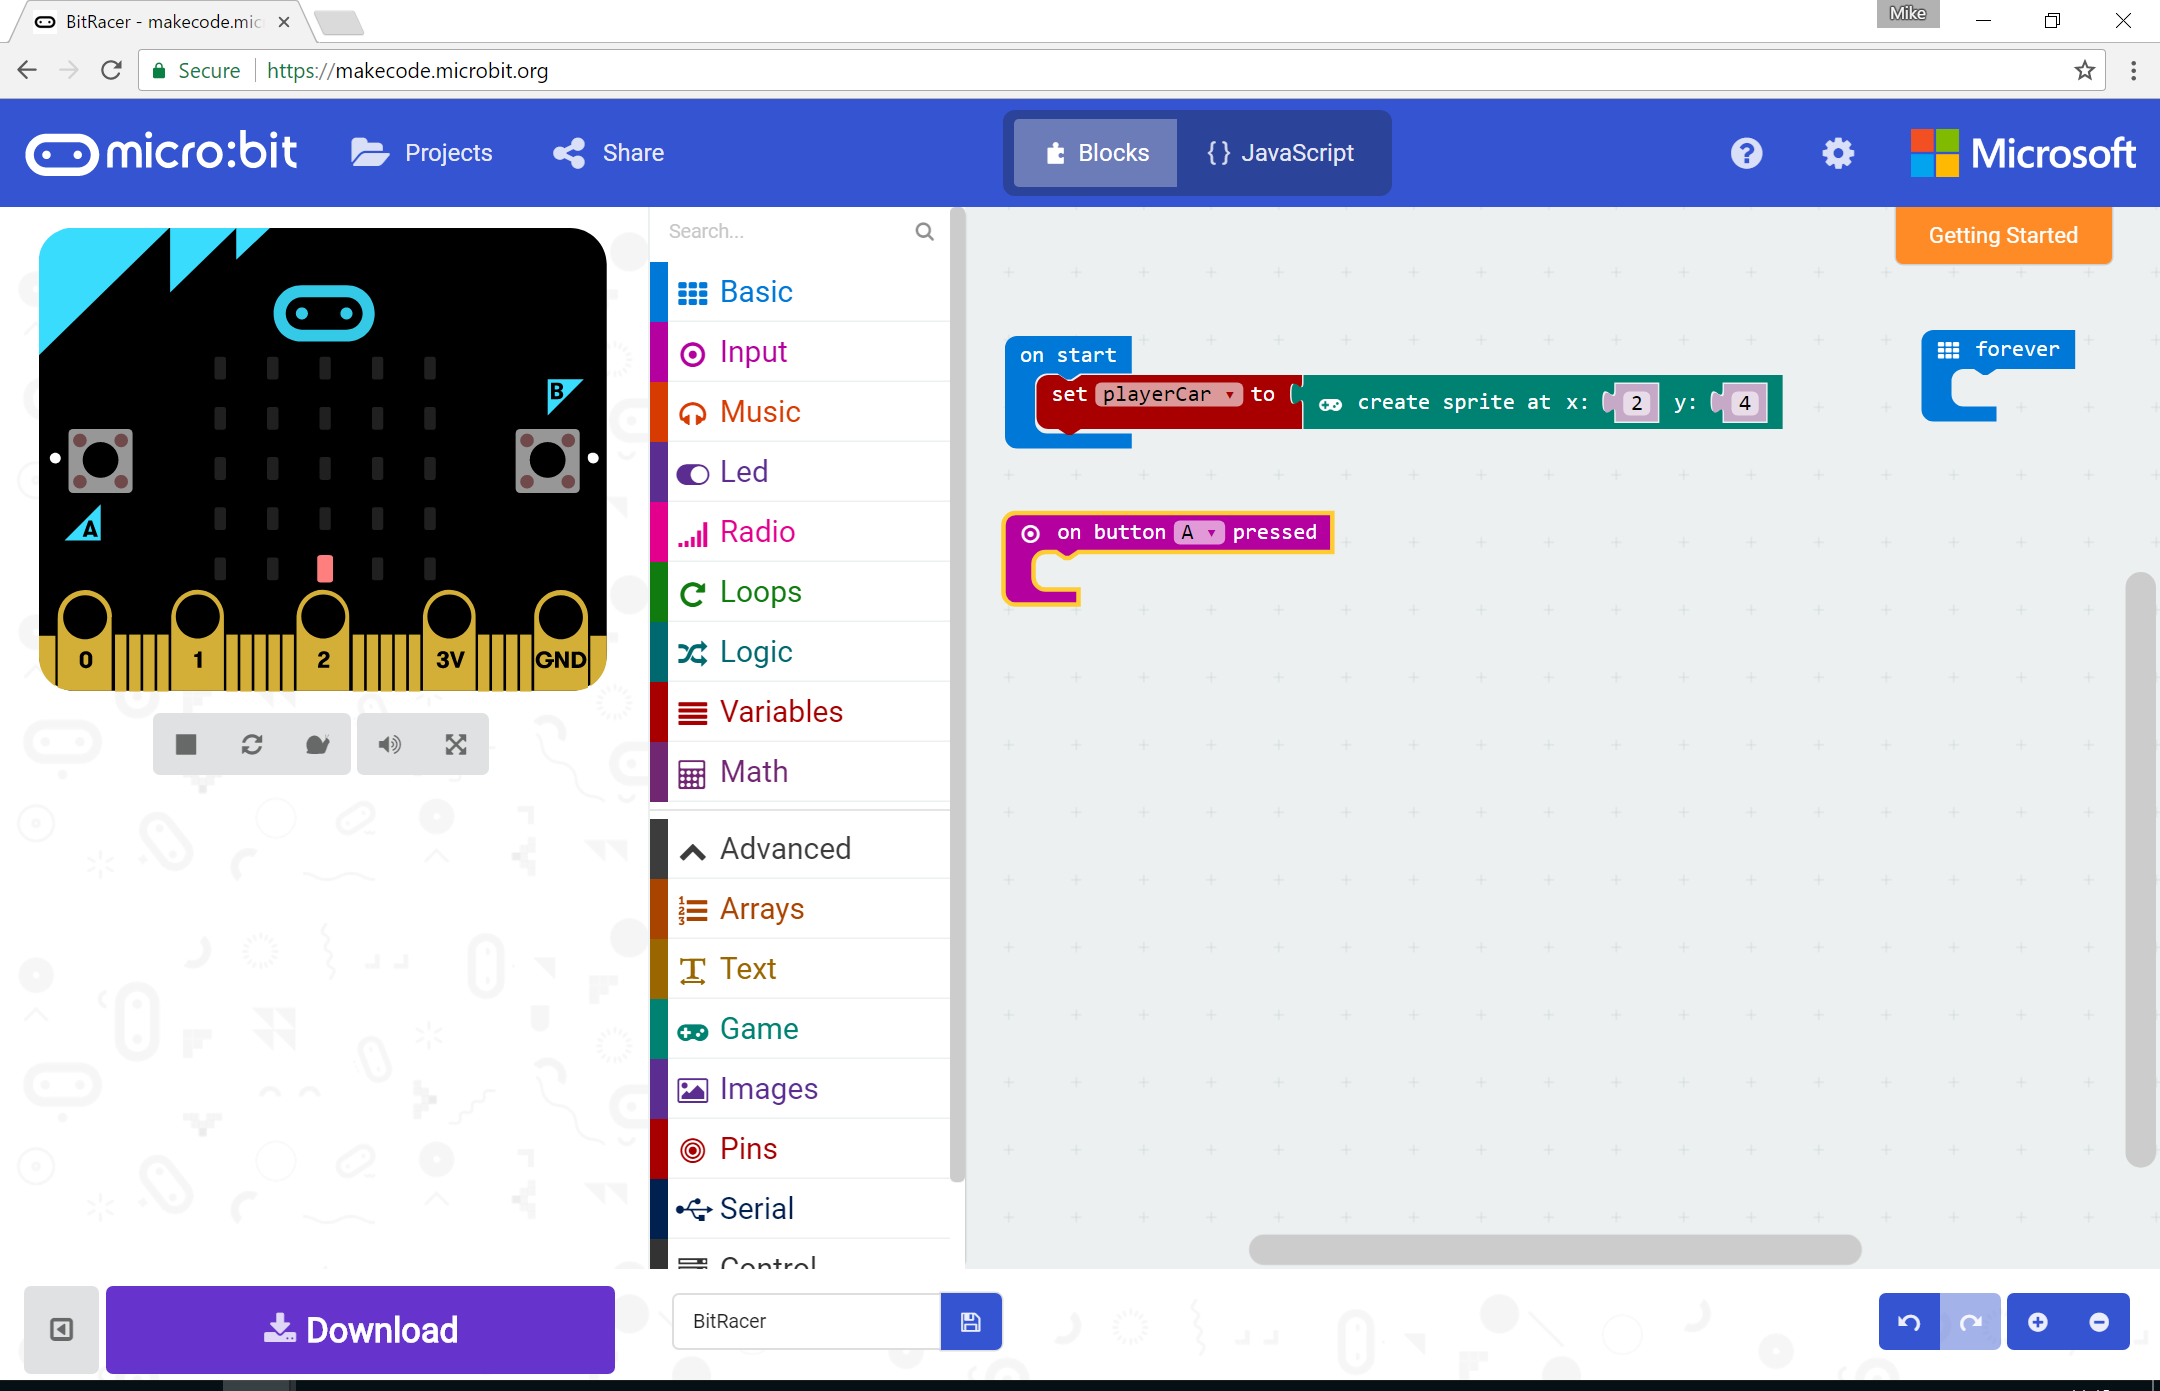 BitRacer - makecode.mic
Mike
Secure
https://makecode.microbit.org
micro:bit
Projects
Share
Blocks
{ } JavaScript
?
Microsoft
Search...
Getting Started
Basic
Input
Music
Led
Radio
Loops
Logic
Variables
Math
Advanced
Arrays
Text
Game
Images
Pins
Serial
Control
B
A
0 1 2 3V GND
on start
set playerCar to create sprite at x: 2 y: 4
forever
on button A pressed
Download
BitRacer